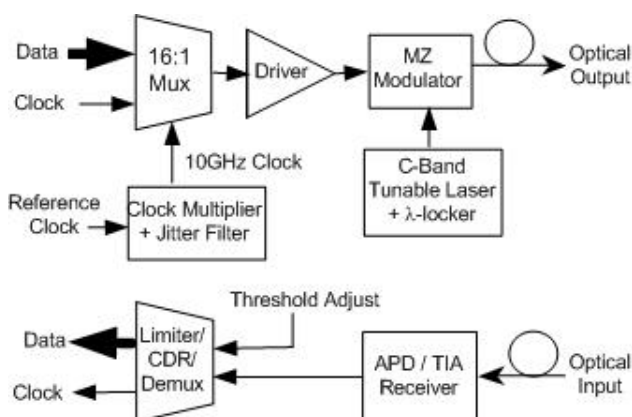 Data
16:1
Mux
Driver
MZ
Modulator
Optical
Output
Clock
10GHz Clock
C-Band
Tunable Laser
+ λ-locker
Reference
Clock
Clock Multiplier
+ Jitter Filter
Threshold Adjust
Data
Limiter/
CDR/
Demux
APD / TIA
Receiver
Optical
Input
Clock